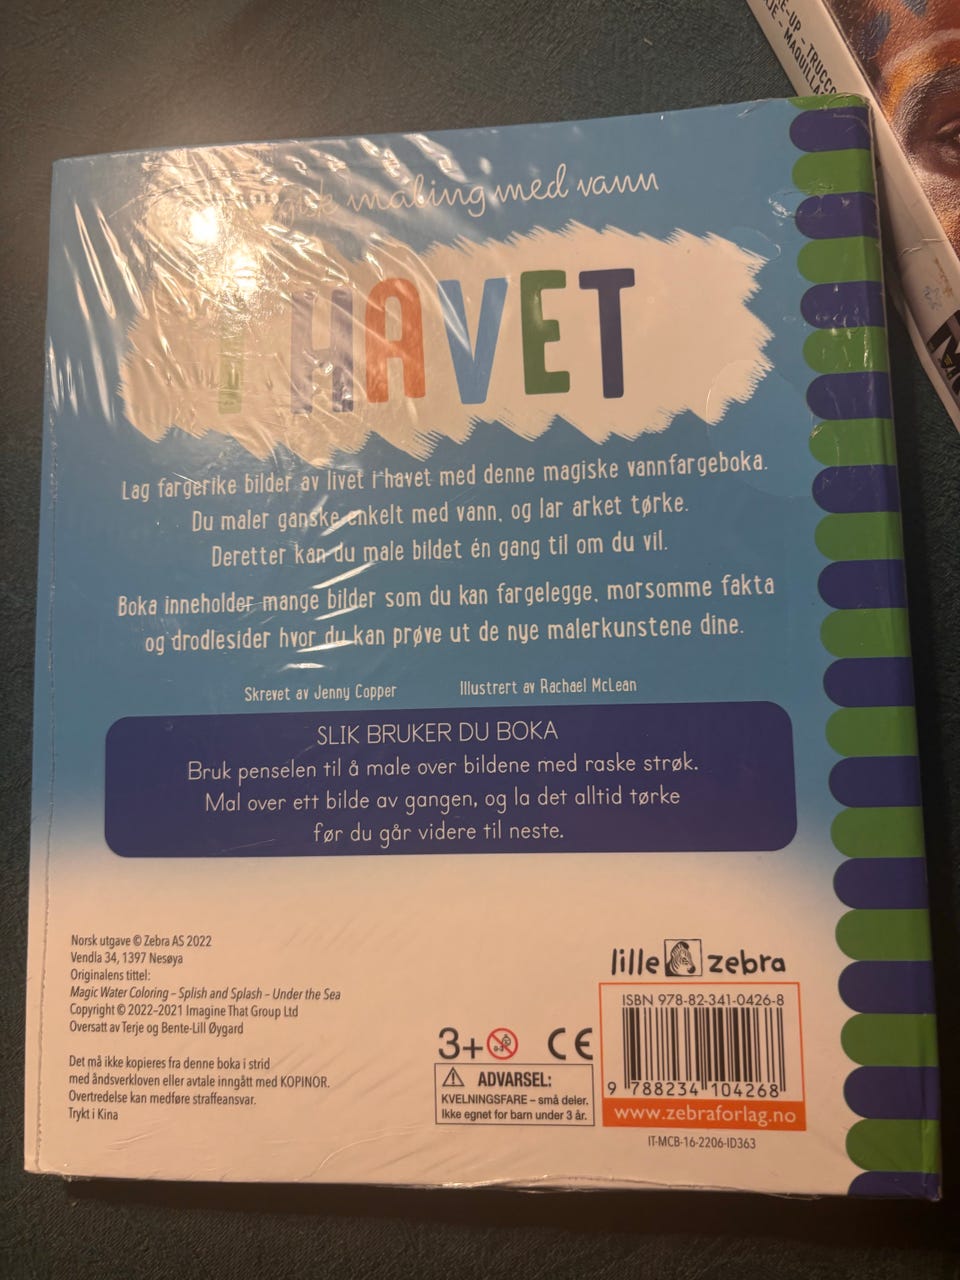 maling med vann
I HAVET
Lag fargerike bilder av livet i havet med denne magiske vannfargeboka.
Du maler ganske enkelt med vann, og lar arket tørke.
Deretter kan du male bildet én gang til om du vil.
Boka inneholder mange bilder som du kan fargelegge, morsomme fakta
og drodlesider hvor du kan prøve ut de nye malerkunstene dine.
Skrevet av Jenny Copper
Illustrert av Rachael McLean
SLIK BRUKER DU BOKA
Bruk penselen til å male over bildene med raske strøk.
Mal over ett bilde av gangen, og la det alltid tørke
før du går videre til neste.
Norsk utgave © Zebra AS 2022
Vendla 34, 1397 Nesøya
Originalens tittel:
Magic Water Coloring – Splish and Splash – Under the Sea
Copyright © 2022–2021 Imagine That Group Ltd
Oversatt av Terje og Bente-Lill Øygard
Det må ikke kopieres fra denne boka i strid
med åndsverkloven eller avtale inngått med KOPINOR.
Overtredelse kan medføre straffeansvar.
Trykt i Kina
3+ 0-3 CE
ADVARSEL:
KVELNINGSFARE – små deler.
Ikke egnet for barn under 3 år.
lille zebra
ISBN 978-82-341-0426-8
9 788234 104268
www.zebraforlag.no
IT-MCB-16-2206-ID363
E-UP - TRUCCO
JE - MAQUILLA